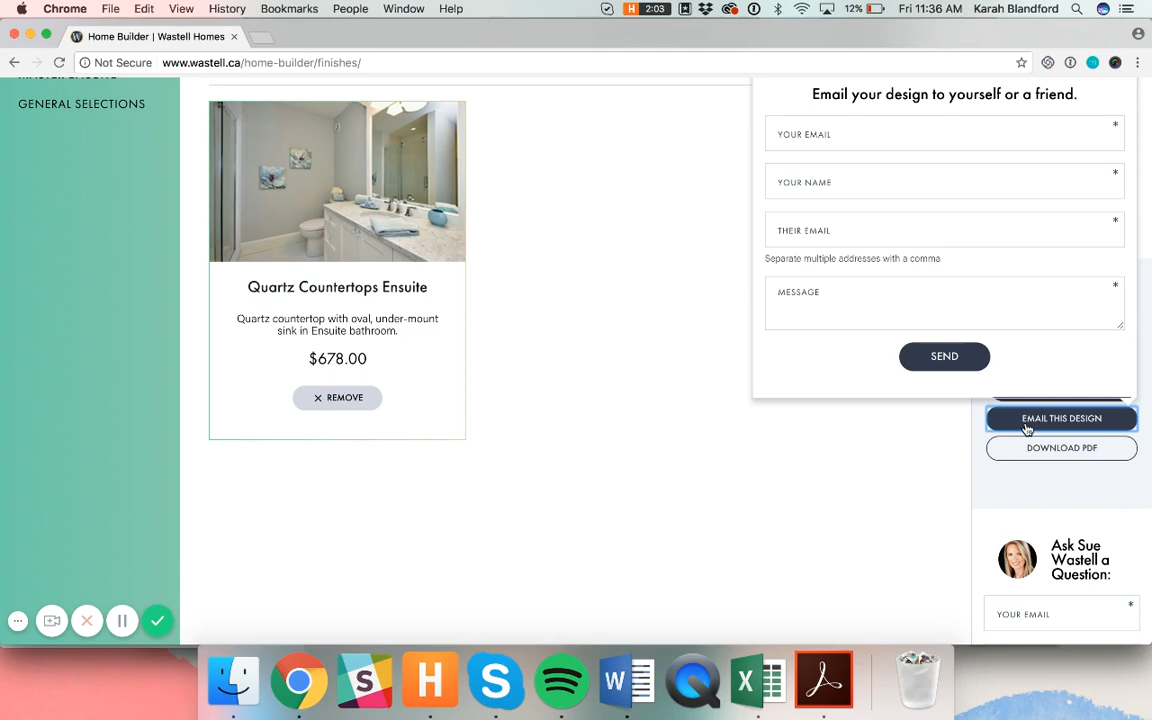 Chrome File Edit View History Bookmarks People Window Help
H 2:03 12% Fri 11:36 AM Karah Blandford
Home Builder | Wastell Homes
Not Secure www.wastell.ca/home-builder/finishes/
GENERAL SELECTIONS
Quartz Countertops Ensuite
Quartz countertop with oval, under-mount
sink in Ensuite bathroom.
$678.00
× REMOVE
Email your design to yourself or a friend.
YOUR EMAIL *
YOUR NAME *
THEIR EMAIL *
Separate multiple addresses with a comma
MESSAGE *
SEND
EMAIL THIS DESIGN
DOWNLOAD PDF
Ask Sue
Wastell a
Question:
YOUR EMAIL *